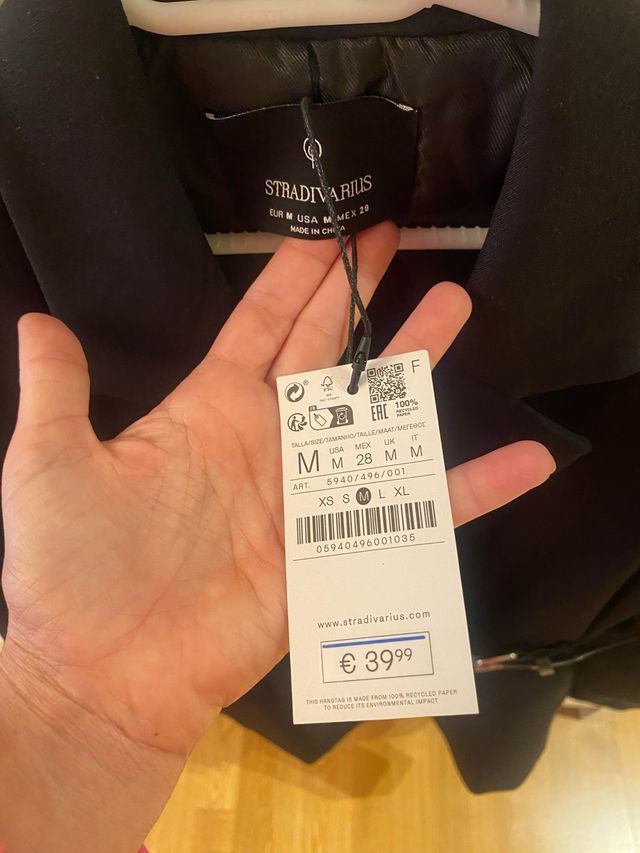 STRADIVARIUS
EUR M USA M MEX 28
MADE IN CHINA
F
FSC
EAC 100%
RECYCLED
PAPER
TALLA/SIZE/TAMANHO/TAILLE/MAAT/ΜΕΓΕΘΟΣ
USA MEX UK IT
M M 28 M M
ART. 5940/496/001
XS S M L XL
05940496001035
www.stradivarius.com
€ 39⁹⁹
THIS HANGTAG IS MADE FROM 100% RECYCLED PAPER
TO REDUCE ITS ENVIRONMENTAL IMPACT